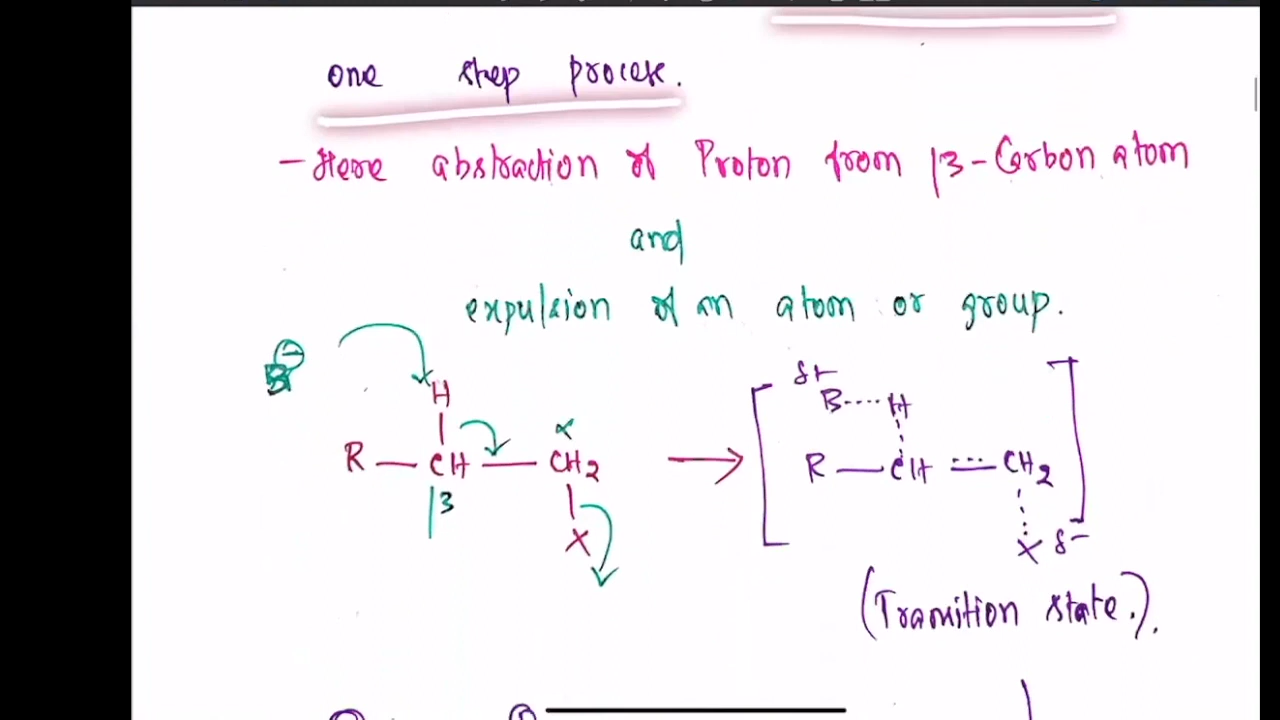 one step process.
- Here abstraction of Proton from β-Carbon atom
and
expulsion of an atom or group.
B⊖
H
R — CH — CH₂
α
β
X
→
δ+
B----H
R — CH ⩴ CH₂
X δ-
(Transition state.).